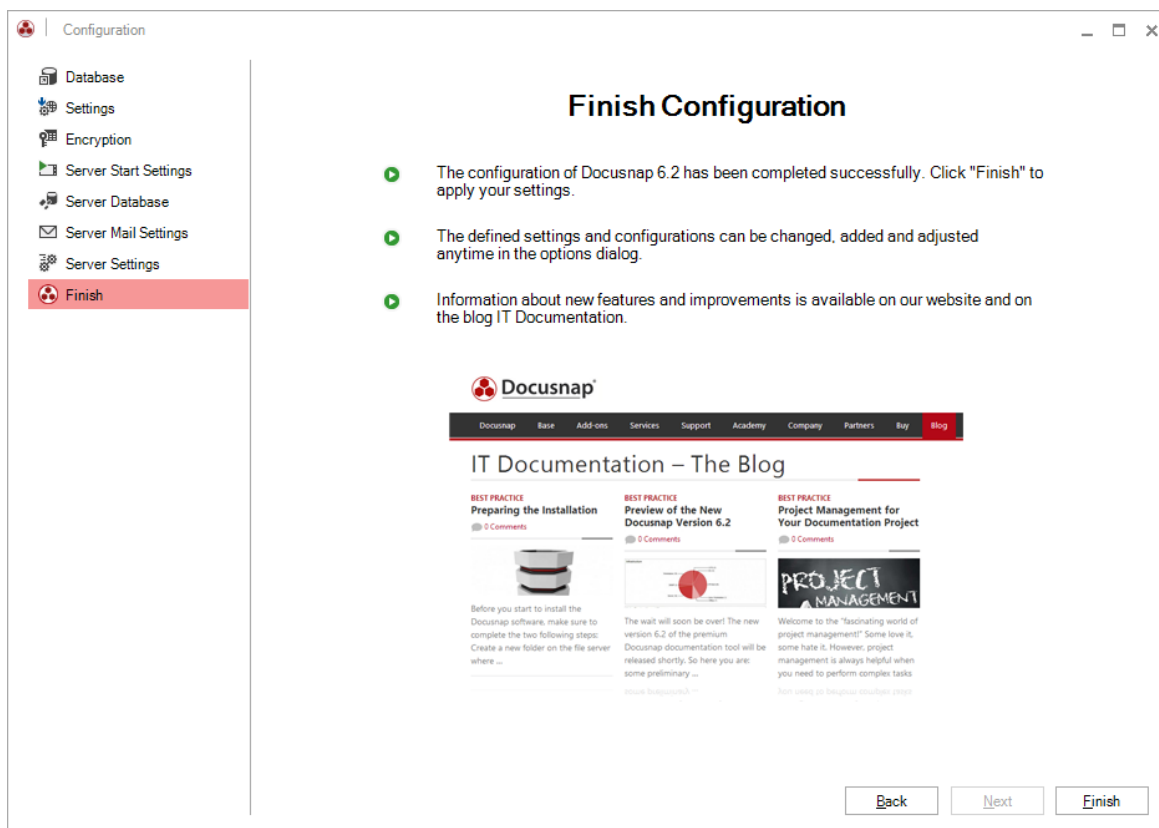 Configuration
Database
Settings
Encryption
Server Start Settings
Server Database
Server Mail Settings
Server Settings
Finish
Finish Configuration
The configuration of Docusnap 6.2 has been completed successfully. Click "Finish" to
apply your settings.
The defined settings and configurations can be changed, added and adjusted
anytime in the options dialog.
Information about new features and improvements is available on our website and on
the blog IT Documentation.
Docusnap
Docusnap Base Add-ons Services Support Academy Company Partners Buy Blog
IT Documentation – The Blog
BEST PRACTICE
Preparing the Installation
0 Comments
Before you start to install the
Docusnap software, make sure to
complete the two following steps:
Create a new folder on the file server
where ...
BEST PRACTICE
Preview of the New
Docusnap Version 6.2
0 Comments
The wait will soon be over! The new
version 6.2 of the premium
Docusnap documentation tool will be
released shortly. So here you are:
some preliminary ...
BEST PRACTICE
Project Management for
Your Documentation Project
0 Comments
PROJECT
MANAGEMENT
Welcome to the "fascinating world of
project management!" Some love it,
some hate it. However, project
management is always helpful when
you need to perform complex tasks
Back
Next
Finish